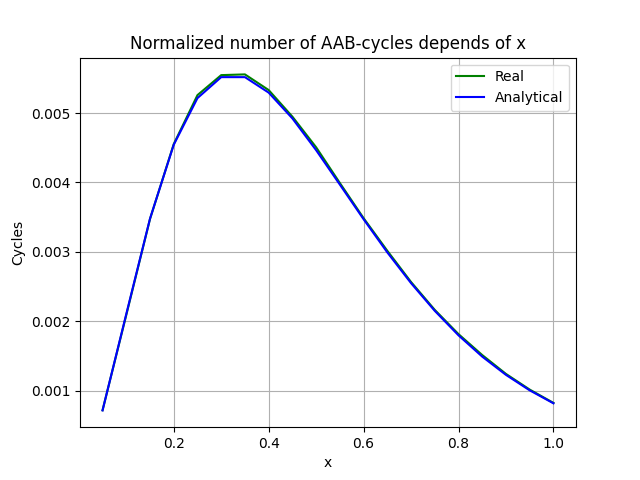 Normalized number of AAB-cycles depends of x
Real
Analytical
0.005
0.004
0.003
0.002
0.001
Cycles
0.2 0.4 0.6 0.8 1.0
x